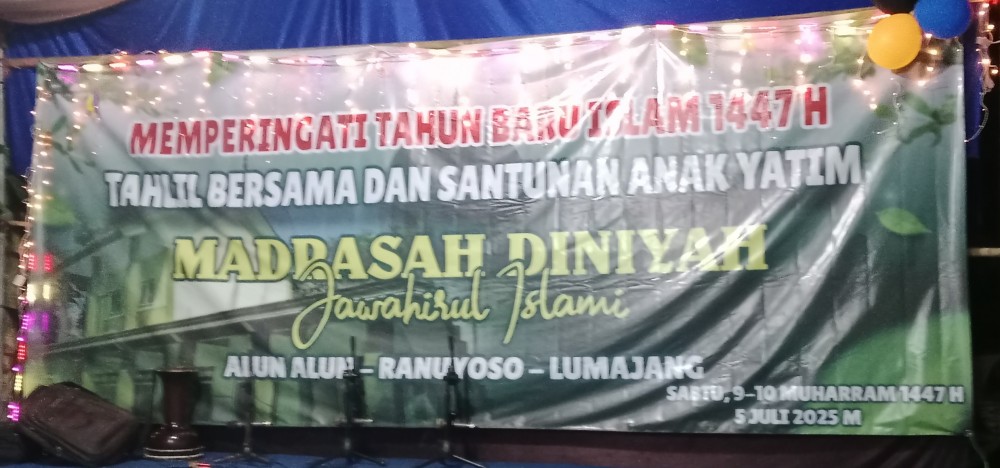 MEMPERINGATI TAHUN BARU ISLAM 1447 H
TAHLIL BERSAMA DAN SANTUNAN ANAK YATIM
MADRASAH DINIYAH
Jawahirul Islami
ALUN ALUN – RANUYOSO – LUMAJANG
SABTU, 9–10 MUHARRAM 1447 H
5 JULI 2025 M